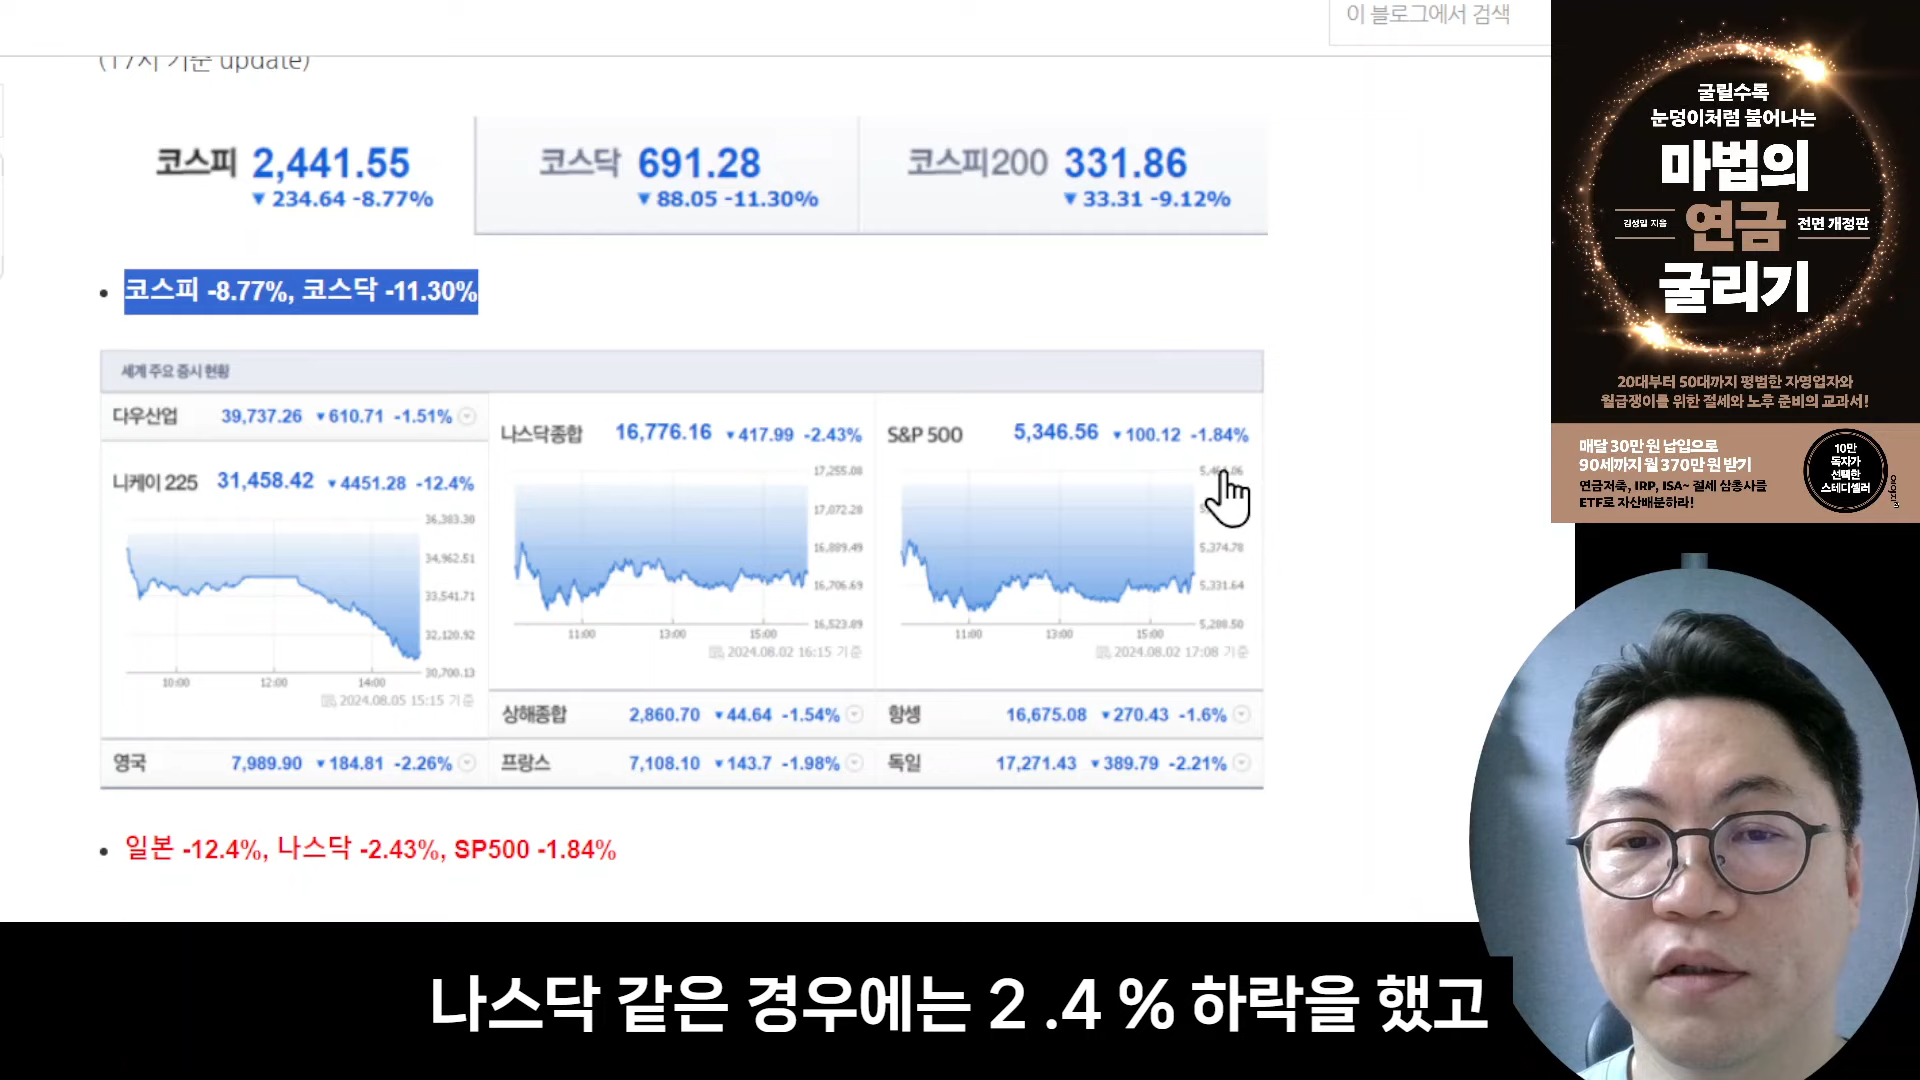 이 블로그에서 검색
(17시 기준 update)
코스피 2,441.55
▼ 234.64 -8.77%
코스닥 691.28
▼ 88.05 -11.30%
코스피200 331.86
▼ 33.31 -9.12%
• 코스피 -8.77%, 코스닥 -11.30%
세계 주요 증시 현황
다우산업 39,737.26 ▼610.71 -1.51%
니케이 225 31,458.42 ▼4451.28 -12.4%
36,383.30
34,962.51
33,541.71
32,120.92
30,700.13
10:00 12:00 14:00
2024.08.05 15:15 기준
나스닥종합 16,776.16 ▼417.99 -2.43%
17,255.08
17,072.28
16,889.49
16,706.69
16,523.89
11:00 13:00 15:00
2024.08.02 16:15 기준
S&P 500 5,346.56 ▼100.12 -1.84%
5,374.78
5,331.64
5,288.50
11:00 13:00 15:00
2024.08.02 17:08 기준
상해종합 2,860.70 ▼44.64 -1.54%
항셍 16,675.08 ▼270.43 -1.6%
영국 7,989.90 ▼184.81 -2.26%
프랑스 7,108.10 ▼143.7 -1.98%
독일 17,271.43 ▼389.79 -2.21%
• 일본 -12.4%, 나스닥 -2.43%, SP500 -1.84%
굴릴수록
눈덩이처럼 불어나는
마법의
김성일 지음 연금 전면 개정판
굴리기
20대부터 50대까지 평범한 자영업자와
월급쟁이를 위한 절세와 노후 준비의 교과서!
매달 30만 원 납입으로
90세까지 월 370만 원 받기
연금저축, IRP, ISA~ 절세 삼총사를
ETF로 자산배분하라!
10만
독자가
선택한
스테디셀러
나스닥 같은 경우에는 2 .4 % 하락을 했고